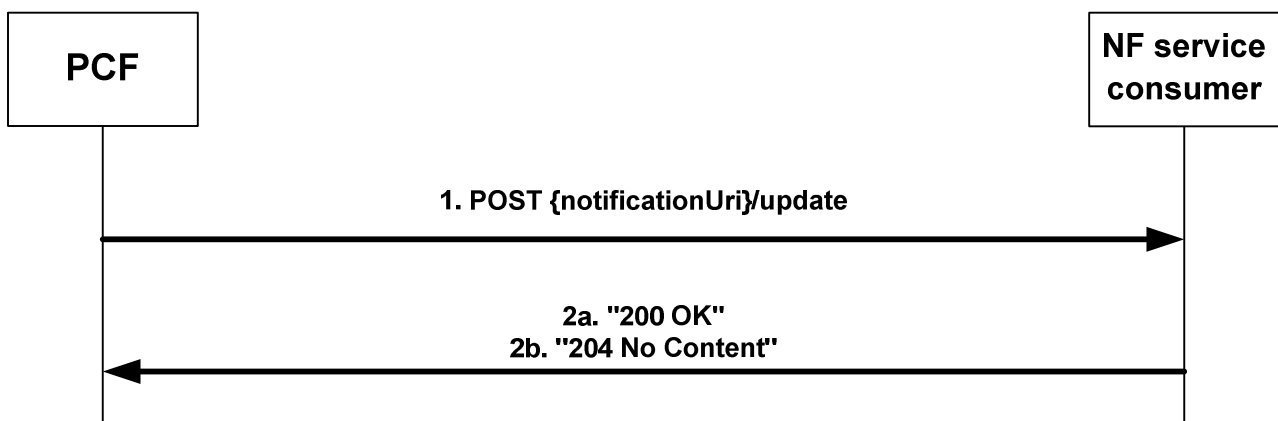 PCF
NF service
consumer
1. POST {notificationUri}/update
2a. "200 OK"
2b. "204 No Content"